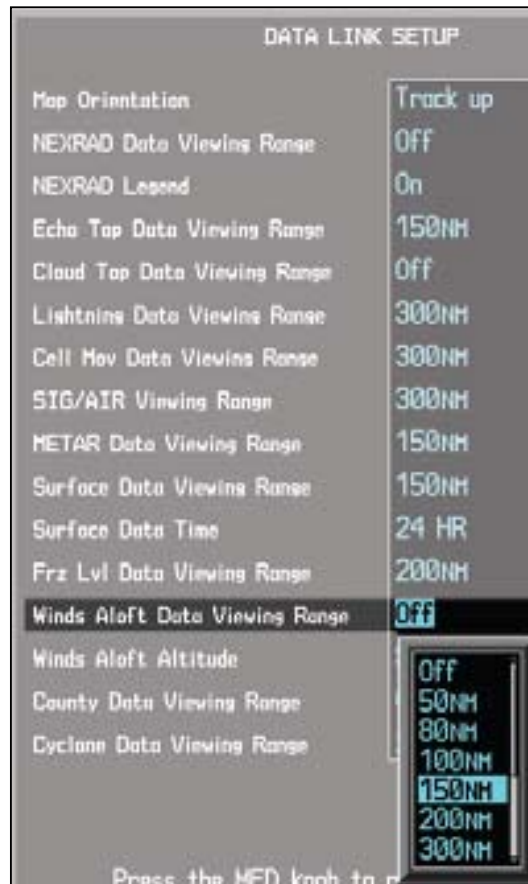 DATA LINK SETUP
Map Orientation Track up
NEXRAD Data Viewing Range Off
NEXRAD Legend On
Echo Top Data Viewing Range 150NM
Cloud Top Data Viewing Range Off
Lightning Data Viewing Range 300NM
Cell Mov Data Viewing Range 300NM
SIG/AIR Viewing Range 300NM
METAR Data Viewing Range 150NM
Surface Data Viewing Range 150NM
Surface Data Time 24 HR
Frz Lvl Data Viewing Range 200NM
Winds Aloft Data Viewing Range Off
Winds Aloft Altitude
County Data Viewing Range
Cyclone Data Viewing Range
Off
50NM
80NM
100NM
150NM
200NM
300NM
Press the MFD knob to